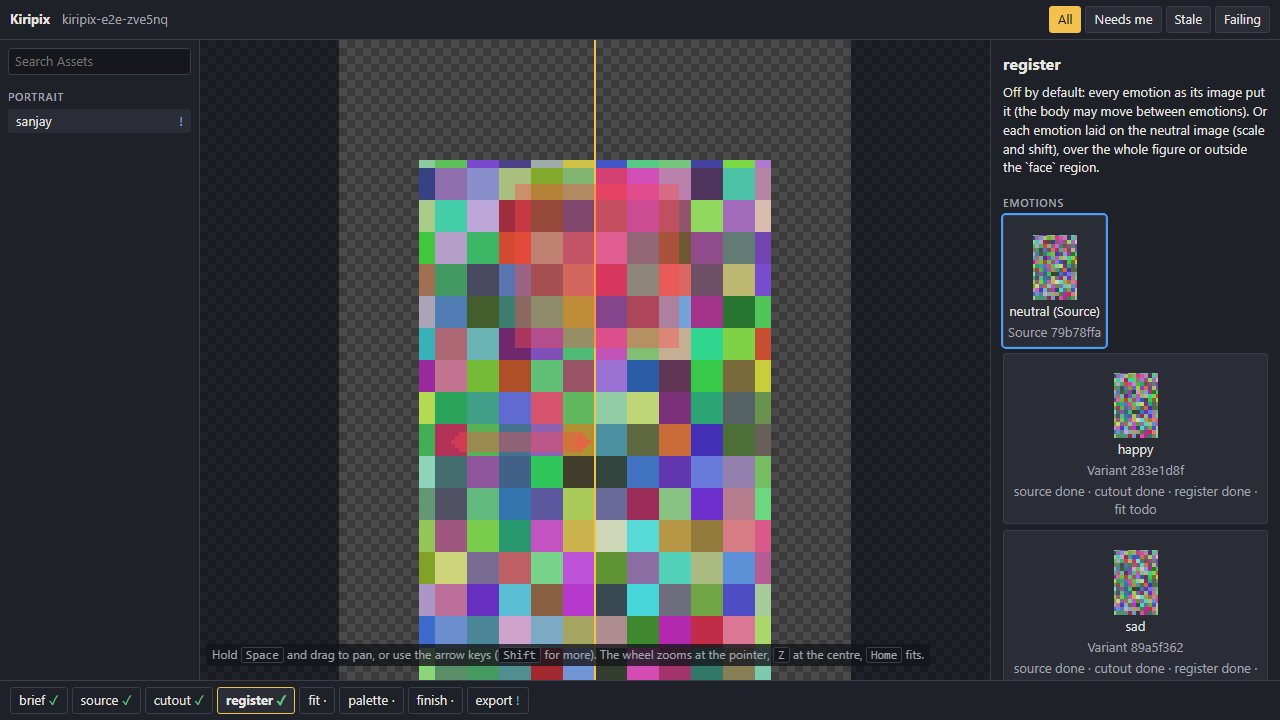 Kiripix kiripix-e2e-zve5nq
All Needs me Stale Failing
Search Assets
PORTRAIT
sanjay !
register
Off by default: every emotion as its image put
it (the body may move between emotions). Or
each emotion laid on the neutral image (scale
and shift), over the whole figure or outside
the `face` region.
EMOTIONS
neutral (Source)
Source 79b78ffa
happy
Variant 283e1d8f
source done · cutout done · register done ·
fit todo
sad
Variant 89a5f362
source done · cutout done · register done ·
Hold Space and drag to pan, or use the arrow keys (Shift for more). The wheel zooms at the pointer, Z at the centre, Home fits.
brief ✓ source ✓ cutout ✓ register ✓ fit · palette · finish · export !